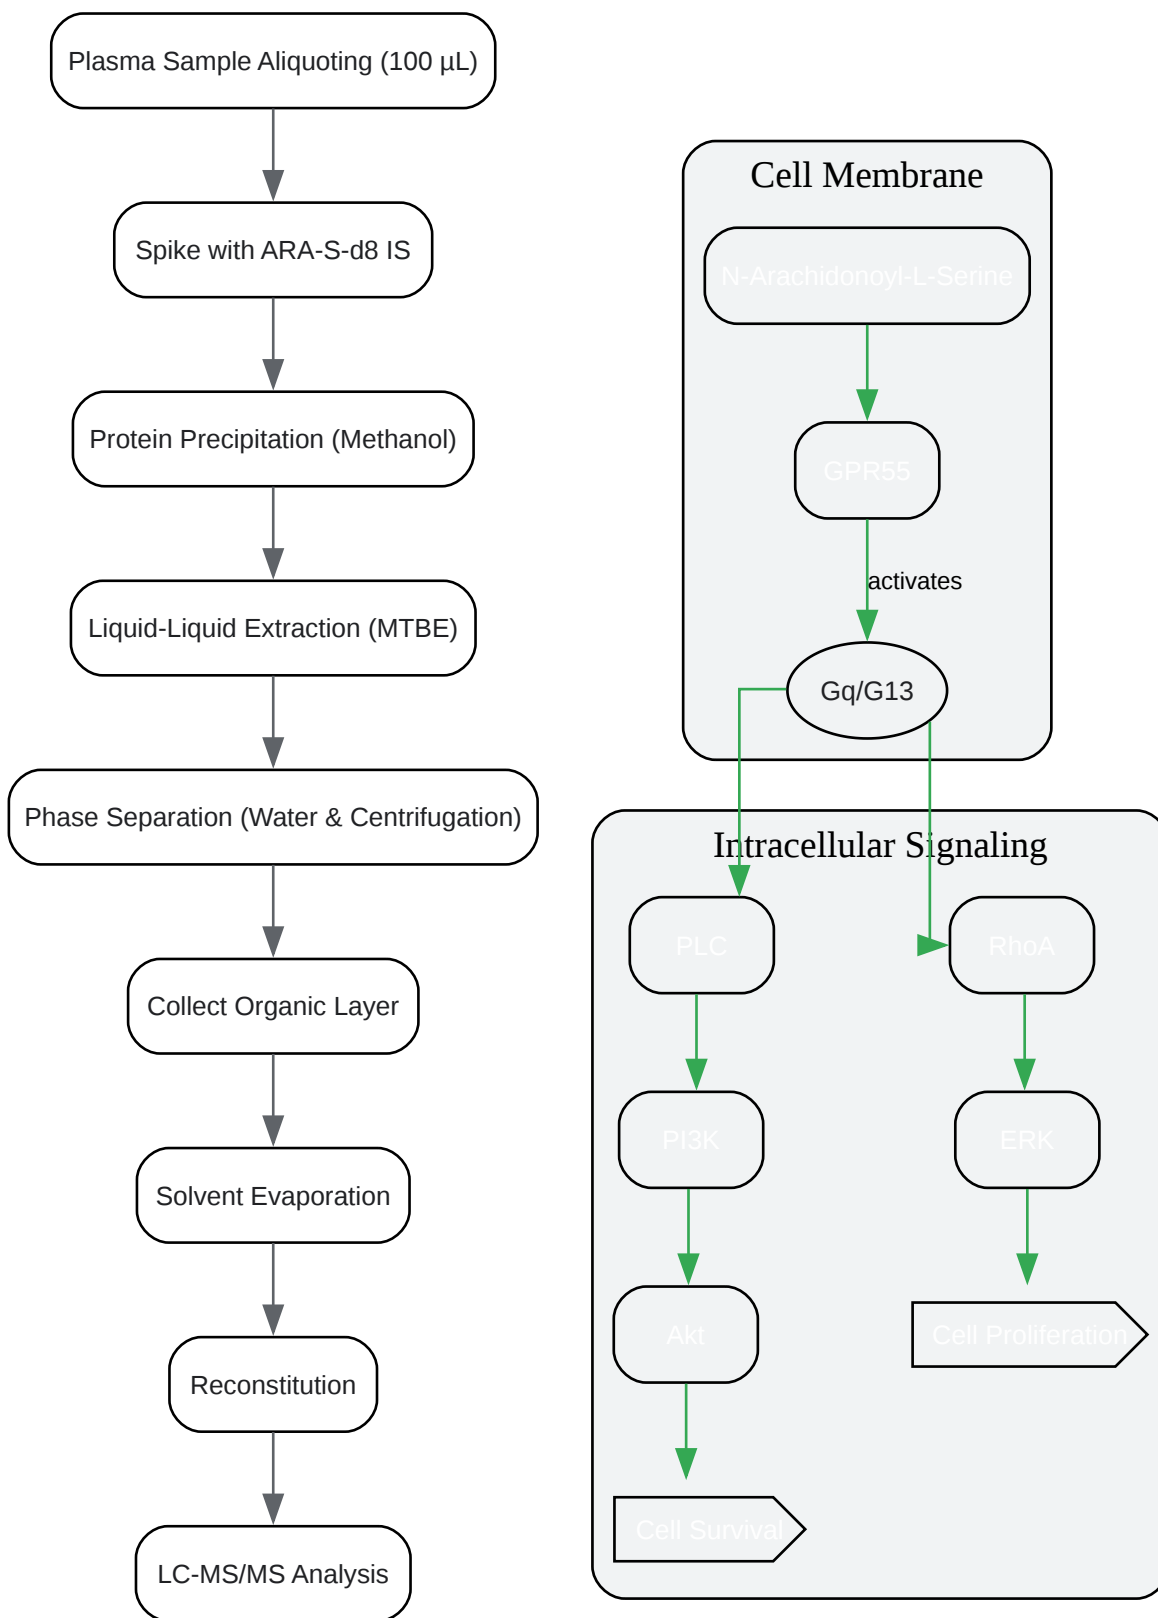 Plasma Sample Aliquoting (100 µL)
Spike with ARA-S-d8 IS
Protein Precipitation (Methanol)
Liquid-Liquid Extraction (MTBE)
Phase Separation (Water & Centrifugation)
Collect Organic Layer
Solvent Evaporation
Reconstitution
LC-MS/MS Analysis
Cell Membrane
N-Arachidonoyl-L-Serine
GPR55
activates
Gq/G13
Intracellular Signaling
PLC
RhoA
PI3K
ERK
Akt
Cell Proliferation
Cell Survival